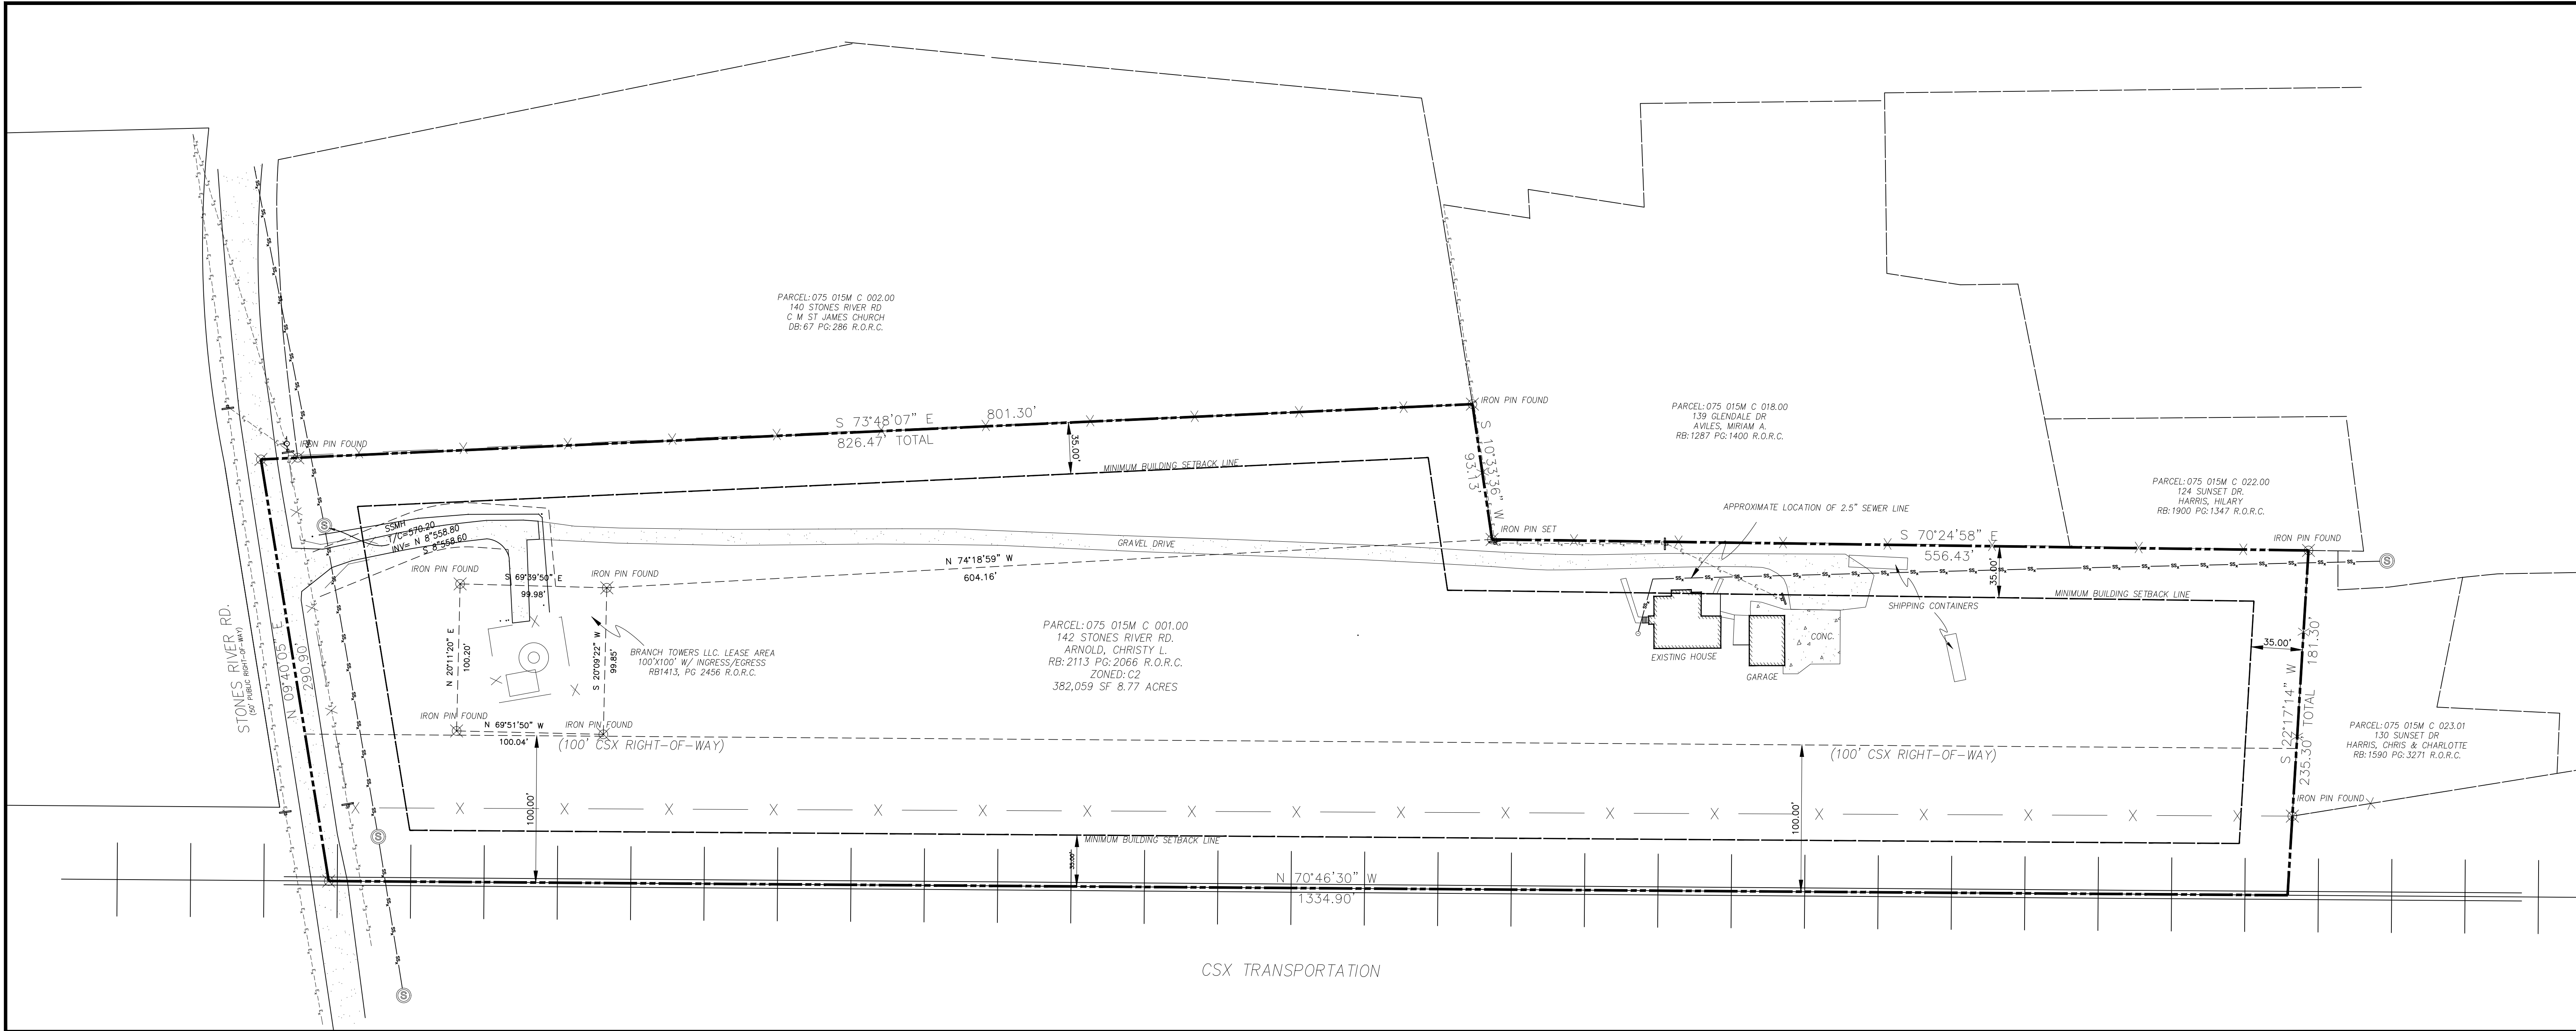 PARCEL: 075 015M C 002.00
140 STONES RIVER RD
C M ST JAMES CHURCH
DB: 67 PG: 286 R.O.R.C.
S 73°48'07" E 801.30'
826.47' TOTAL
35.00'
MINIMUM BUILDING SETBACK LINE
IRON PIN FOUND
IRON PIN FOUND
S 10°33'36" W
93.13'
IRON PIN SET
PARCEL: 075 015M C 018.00
139 GLENDALE DR
AVILES, MIRIAM A.
RB: 1287 PG: 1400 R.O.R.C.
PARCEL: 075 015M C 022.00
124 SUNSET DR.
HARRIS, HILARY
RB: 1900 PG: 1347 R.O.R.C.
APPROXIMATE LOCATION OF 2.5" SEWER LINE
S 70°24'58" E
556.43'
35.00'
IRON PIN FOUND
S
S
SSMH
T/C=570.20
INV= N 8"558.80
S 8"558.60
GRAVEL DRIVE
N 74°18'59" W
604.16'
IRON PIN FOUND
S 69°39'50" E
99.98'
IRON PIN FOUND
N 20°11'20" E
100.20'
S 20°09'22" W
99.85'
BRANCH TOWERS LLC. LEASE AREA
100'X100' W/ INGRESS/EGRESS
RB1413, PG 2456 R.O.R.C.
IRON PIN FOUND
N 69°51'50" W
100.04'
IRON PIN FOUND
(100' CSX RIGHT-OF-WAY)
PARCEL: 075 015M C 001.00
142 STONES RIVER RD.
ARNOLD, CHRISTY L.
RB: 2113 PG: 2066 R.O.R.C.
ZONED: C2
382,059 SF 8.77 ACRES
EXISTING HOUSE
GARAGE
CONC.
SHIPPING CONTAINERS
MINIMUM BUILDING SETBACK LINE
35.00'
181.30'
S 22°17'14" W
235.30' TOTAL
PARCEL: 075 015M C 023.01
130 SUNSET DR
HARRIS, CHRIS & CHARLOTTE
RB: 1590 PG: 3271 R.O.R.C.
IRON PIN FOUND
(100' CSX RIGHT-OF-WAY)
STONES RIVER RD.
(50' PUBLIC RIGHT-OF-WAY)
N 09°40'05" E
290.90'
100.00'
100.00'
MINIMUM BUILDING SETBACK LINE
35.00'
N 70°46'30" W
1334.90'
S
S
CSX TRANSPORTATION